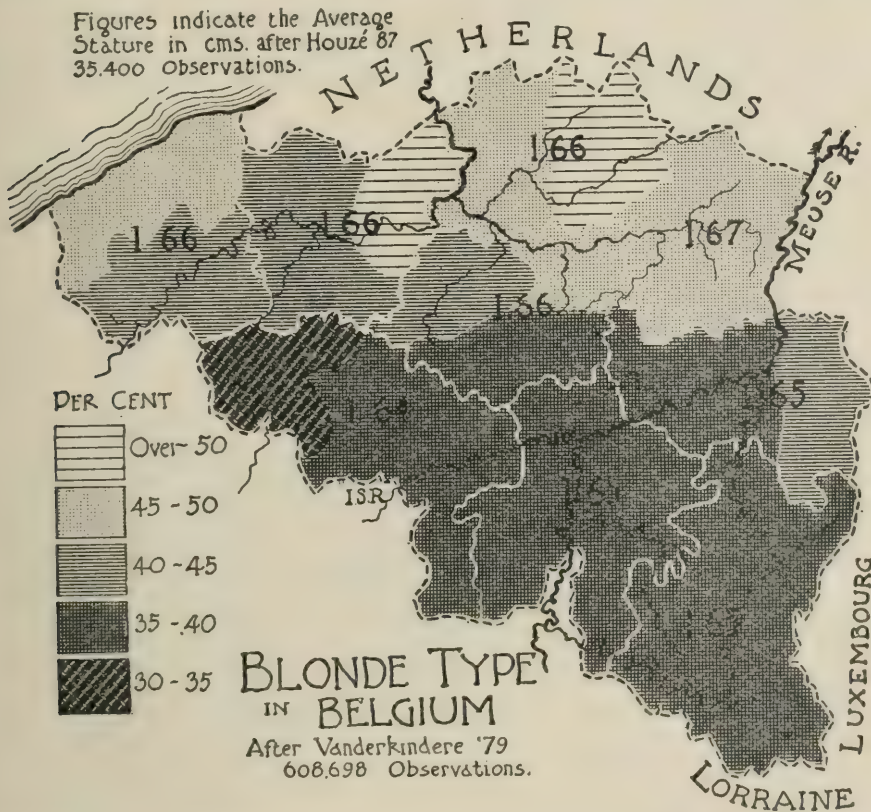 Figures indicate the Average
Stature in cms. after Houzé 87
35.400 Observations.
NETHERLANDS
MEUSE R.
1 66
1.66
1.66
1.67
1.36
65
PER CENT
Over- 50
45 - 50
40 - 45
35 - .40
30 - 35
I.S.R.
BLONDE TYPE
IN BELGIUM
After Vanderkindere '79
608,698 Observations.
LUXEMBOURG
LORRAINE